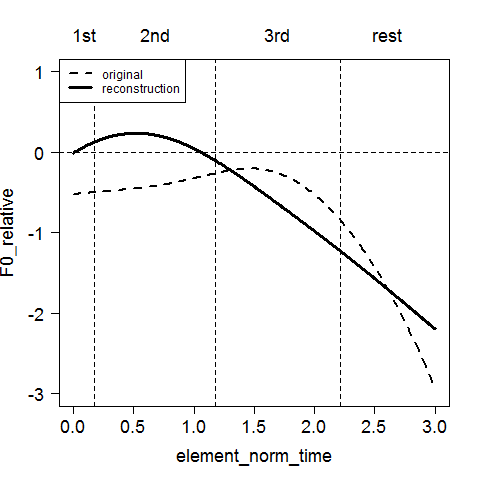 1st 2nd 3rd rest
original
reconstruction
1
0
-1
-2
-3
F0_relative
0.0 0.5 1.0 1.5 2.0 2.5 3.0
element_norm_time